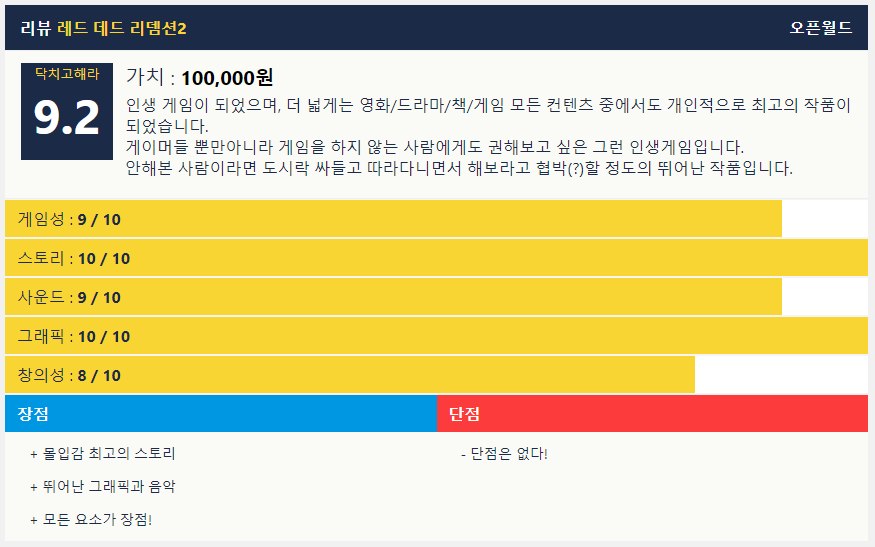 리뷰 레드 데드 리뎀션2 오픈월드
닥치고해라
9.2
가치 : 100,000원
인생 게임이 되었으며, 더 넓게는 영화/드라마/책/게임 모든 컨텐츠 중에서도 개인적으로 최고의 작품이
되었습니다.
게이머들 뿐만아니라 게임을 하지 않는 사람에게도 권해보고 싶은 그런 인생게임입니다.
안해본 사람이라면 도시락 싸들고 따라다니면서 해보라고 협박(?)할 정도의 뛰어난 작품입니다.
게임성 : 9 / 10
스토리 : 10 / 10
사운드 : 9 / 10
그래픽 : 10 / 10
창의성 : 8 / 10
장점
+ 몰입감 최고의 스토리
+ 뛰어난 그래픽과 음악
+ 모든 요소가 장점!
단점
- 단점은 없다!